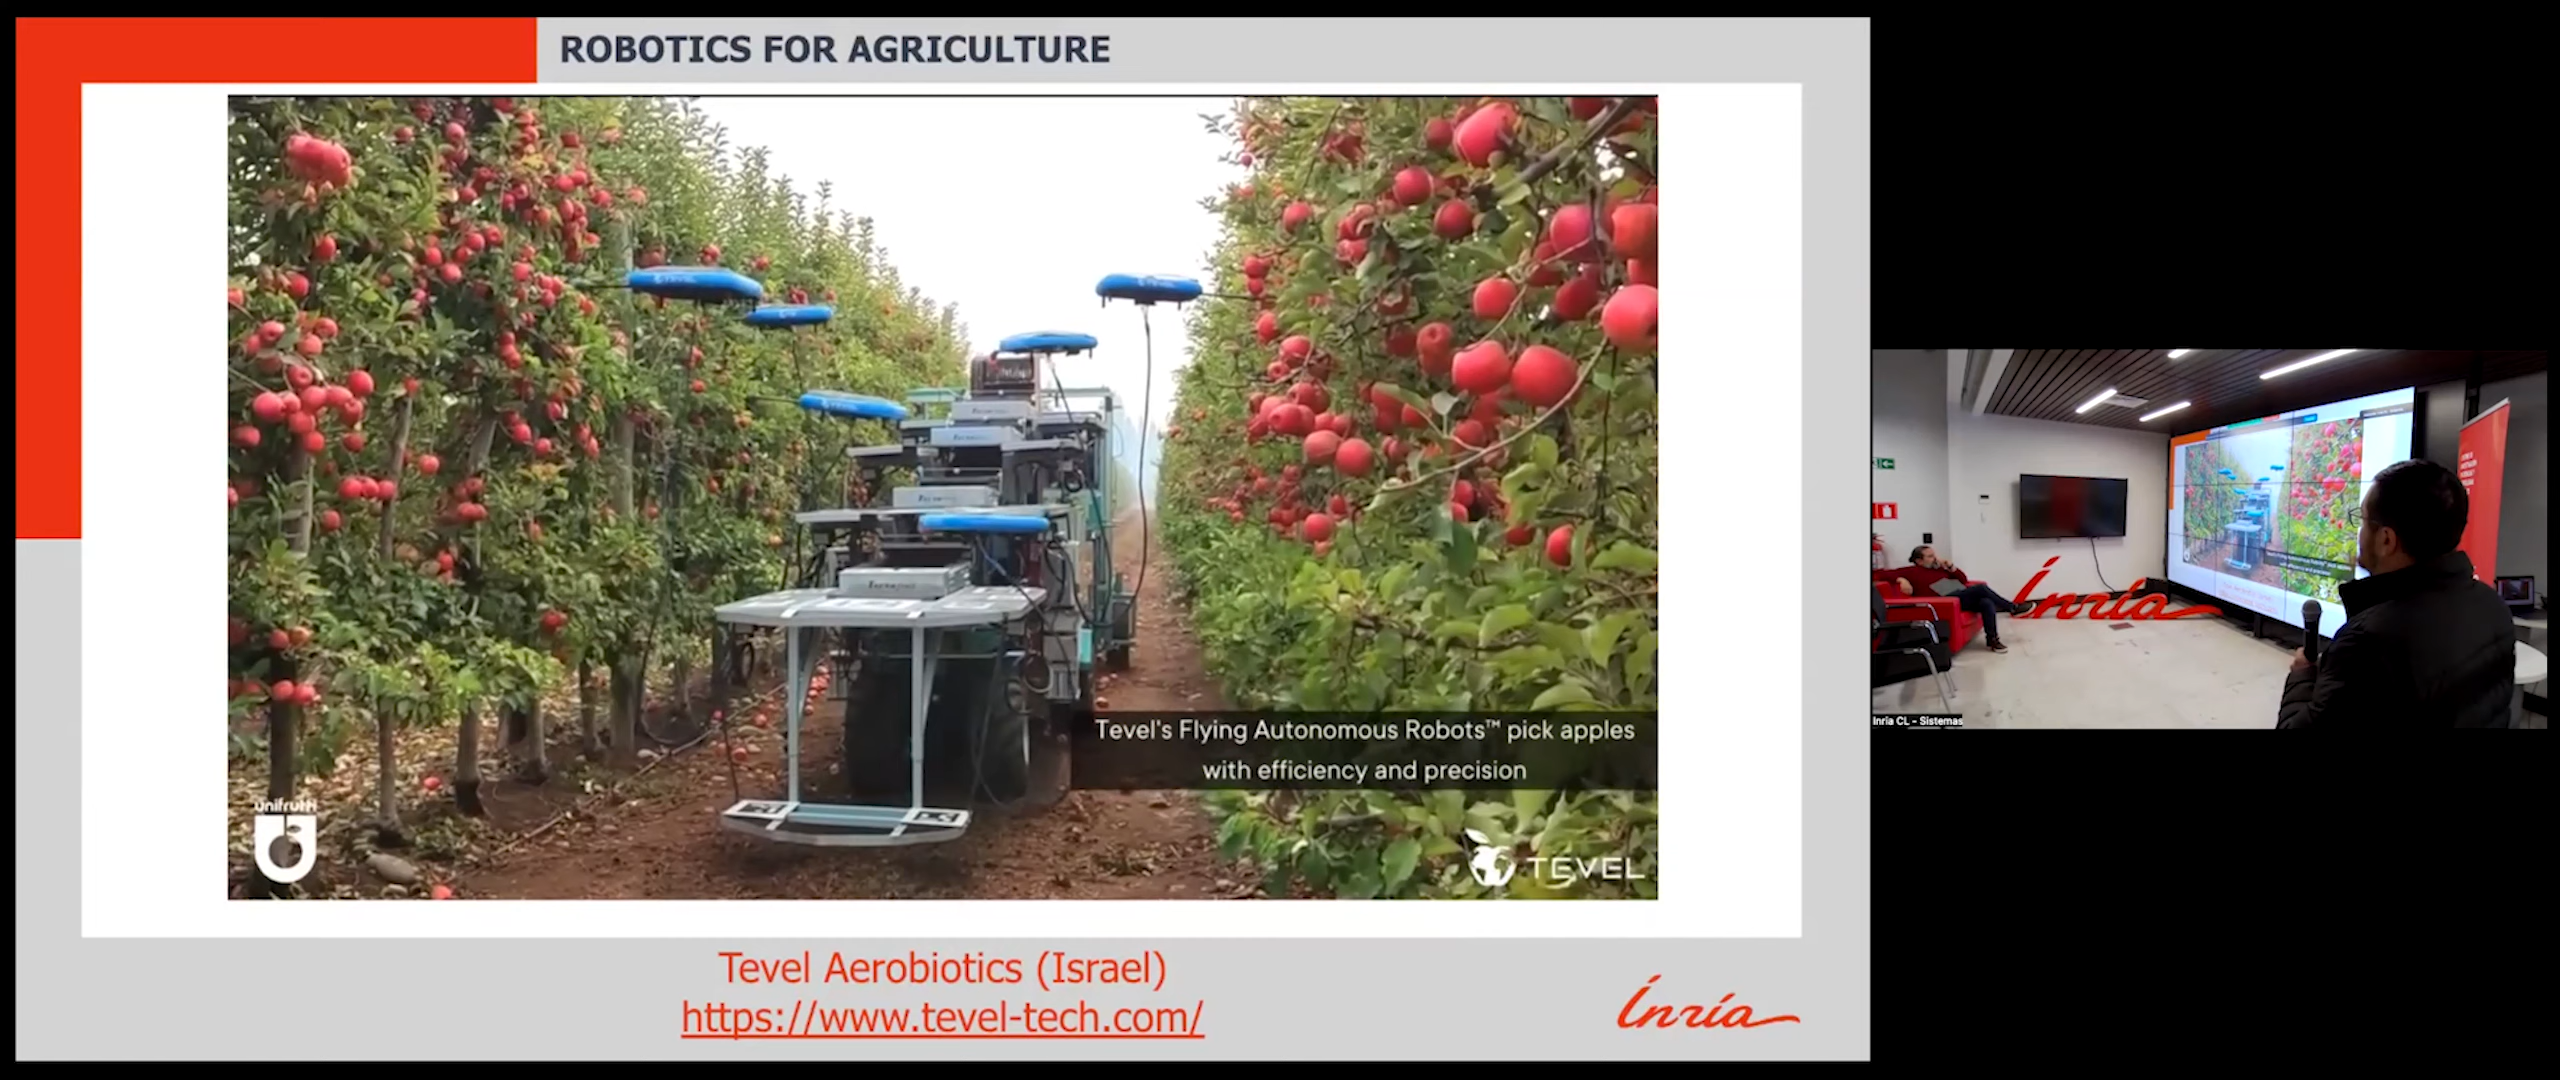 ROBOTICS FOR AGRICULTURE
TEVEL
Tevel's Flying Autonomous Robots™ pick apples
with efficiency and precision
unifrutti
TEVEL
Tevel Aerobiotics (Israel)
https://www.tevel-tech.com/
Inria
Inria
Inria CL - Sistemas